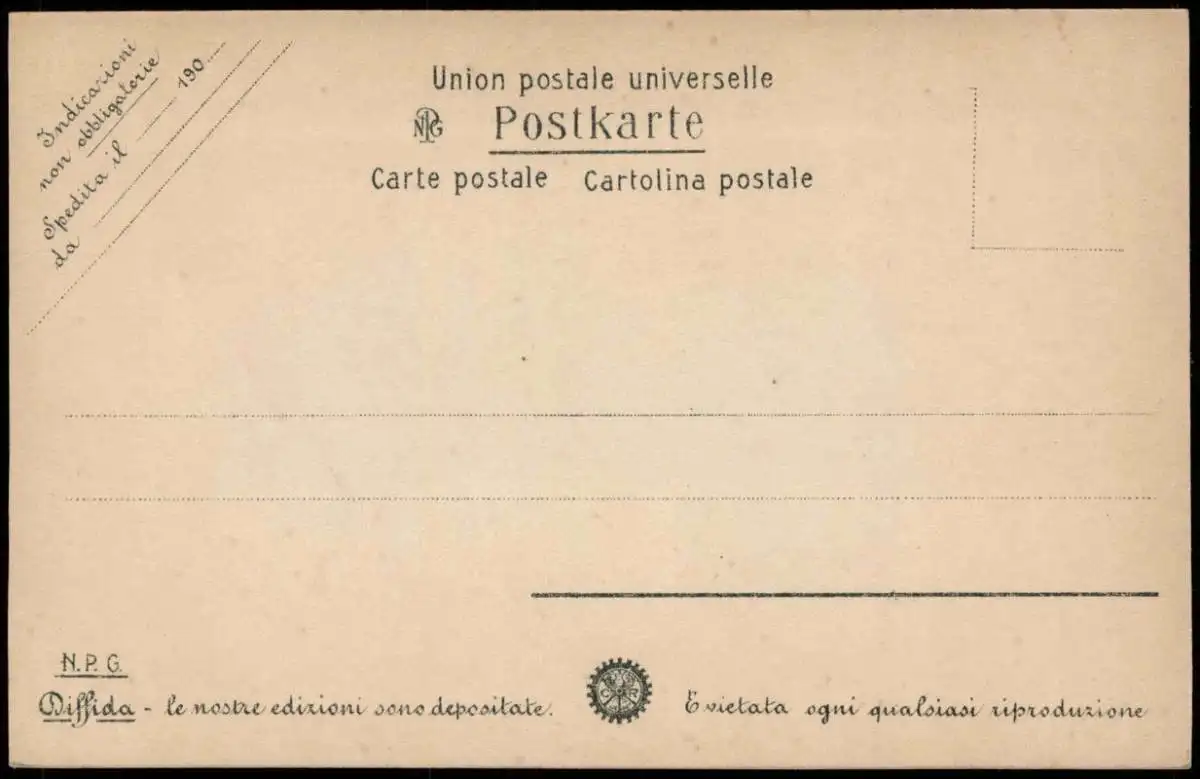 Indicazioni
non obbligatorie
Spedita il 190
da
Union postale universelle
NPG Postkarte
Carte postale Cartolina postale
N.P.G.
Diffida - le nostre edizioni sono depositate.
E vietata ogni qualsiasi riproduzione